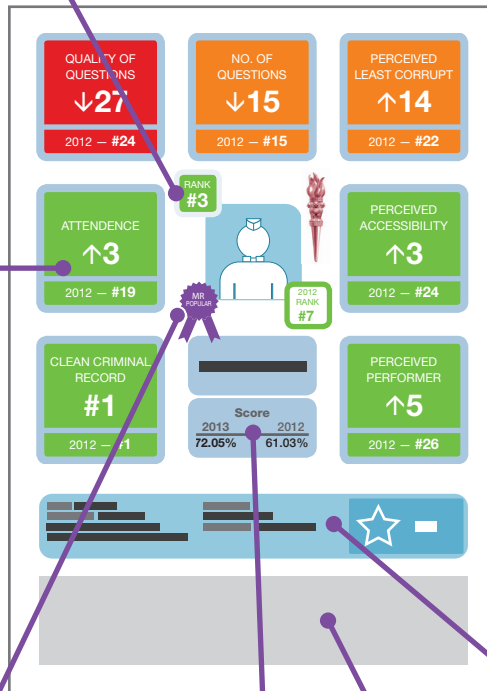 QUALITY OF
QUESTIONS
↓27
2012 — #24
NO. OF
QUESTIONS
↓15
2012 — #15
PERCEIVED
LEAST CORRUPT
↑14
2012 — #22
ATTENDENCE
↑3
2012 — #19
RANK
#3
MR
POPULAR
2012
RANK
#7
PERCEIVED
ACCESSIBILITY
↑3
2012 — #24
CLEAN CRIMINAL
RECORD
#1
2012 — #1
Score
2013 2012
72.05% 61.03%
PERCEIVED
PERFORMER
↑5
2012 — #26